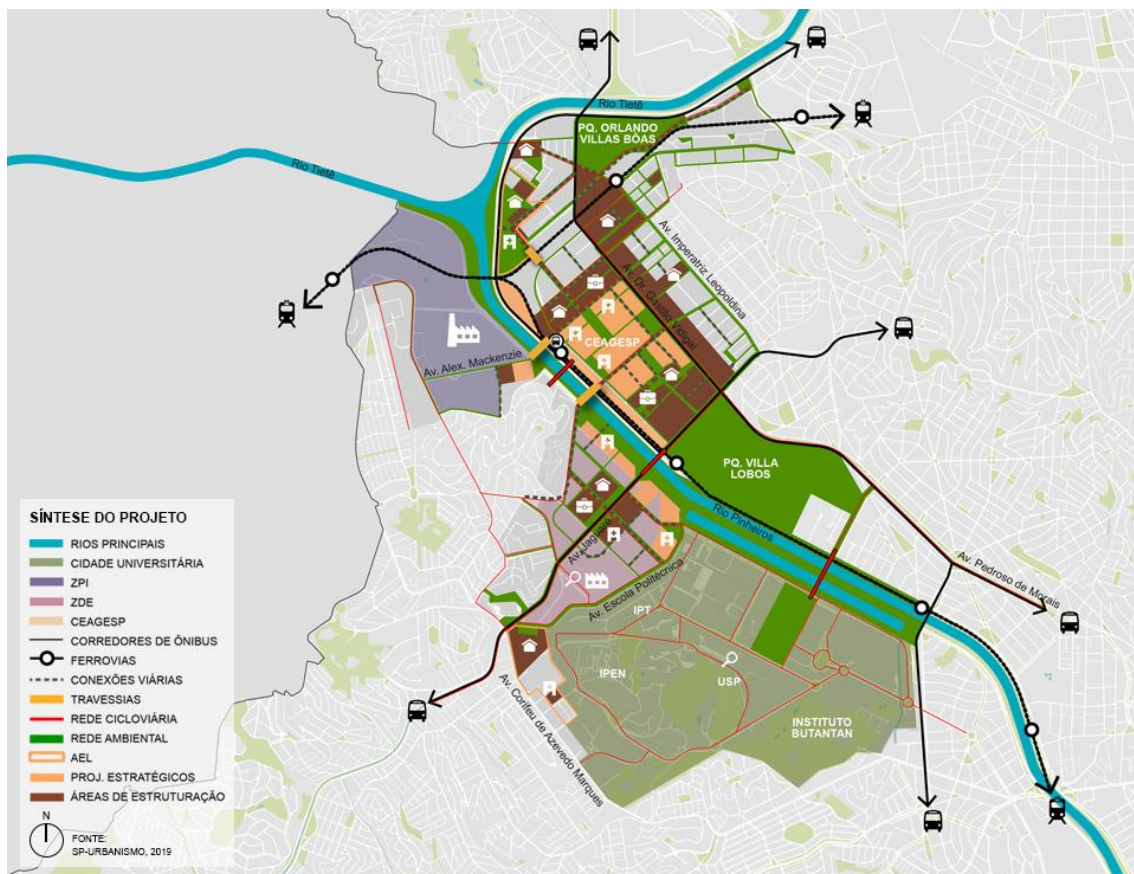 Rio Tietê
PQ. ORLANDO
VILLAS BÔAS
Rio Tietê
Av. Imperatriz Leopoldina
Av. Dr. Gastão Vidigal
CEAGESP
Av. Alex. Mackenzie
PQ. VILLA
LOBOS
Rio Pinheiros
Av. Jaguaré
Av. Escola Politécnica
Av. Pedroso de Morais
IPT
IPEN
USP
INSTITUTO
BUTANTAN
Av. Corifeu de Azevedo Marques
SÍNTESE DO PROJETO
RIOS PRINCIPAIS
CIDADE UNIVERSITÁRIA
ZPI
ZDE
CEAGESP
CORREDORES DE ÔNIBUS
FERROVIAS
CONEXÕES VIÁRIAS
TRAVESSIAS
REDE CICLOVIÁRIA
REDE AMBIENTAL
AEL
PROJ. ESTRATÉGICOS
ÁREAS DE ESTRUTURAÇÃO
N
FONTE:
SP-URBANISMO, 2019